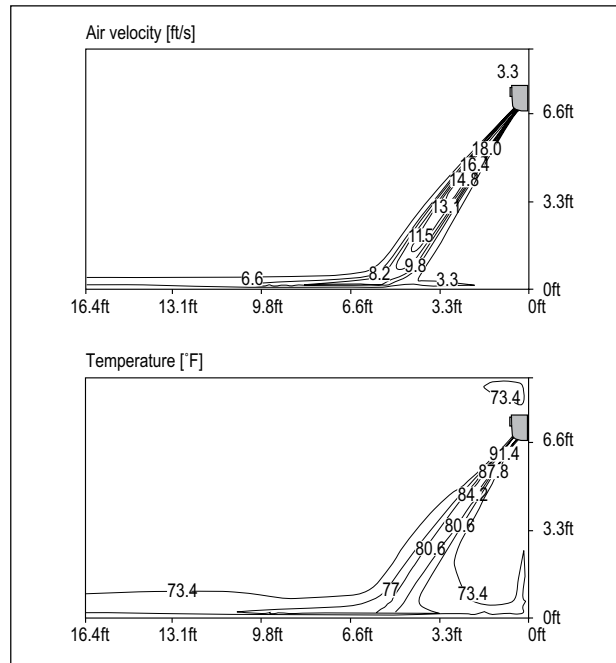 Air velocity [ft/s]
3.3
6.6ft
18.0
16.4
14.8
3.3ft
13.1
11.5
9.8
8.2
6.6
3.3
0ft
16.4ft 13.1ft 9.8ft 6.6ft 3.3ft 0ft
Temperature [˚F]
73.4
6.6ft
91.4
87.8
84.2
3.3ft
80.6
80.6
77
73.4
73.4
0ft
16.4ft 13.1ft 9.8ft 6.6ft 3.3ft 0ft